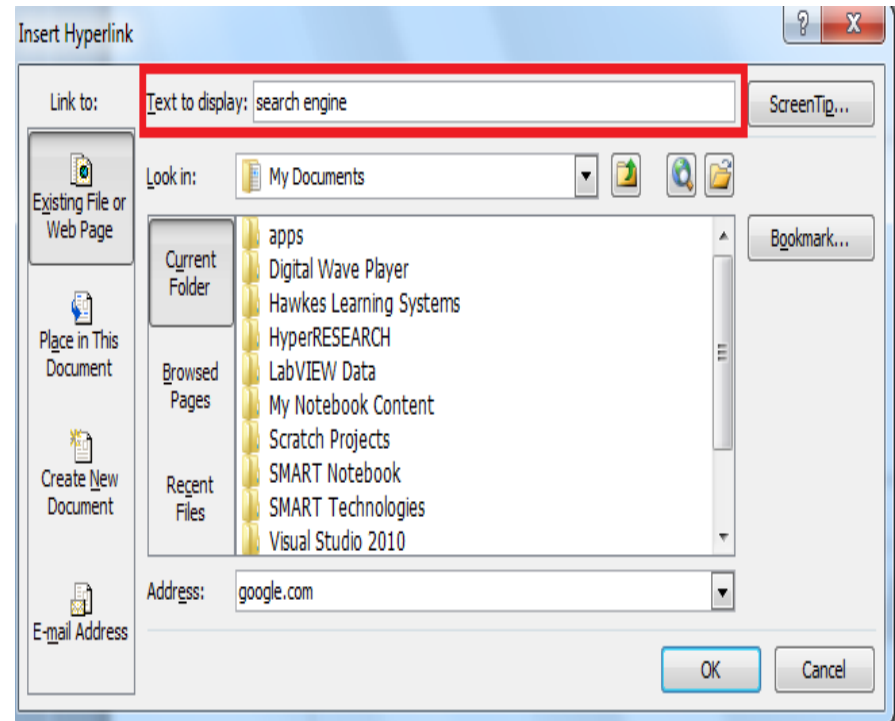 Insert Hyperlink
?
X
Link to:
Text to display: search engine
ScreenTip...
Existing File or
Web Page
Look in: My Documents
Bookmark...
Current
Folder
apps
Digital Wave Player
Hawkes Learning Systems
HyperRESEARCH
LabVIEW Data
My Notebook Content
Scratch Projects
SMART Notebook
SMART Technologies
Visual Studio 2010
Place in This
Document
Browsed
Pages
Create New
Document
Recent
Files
E-mail Address
Address: google.com
OK
Cancel